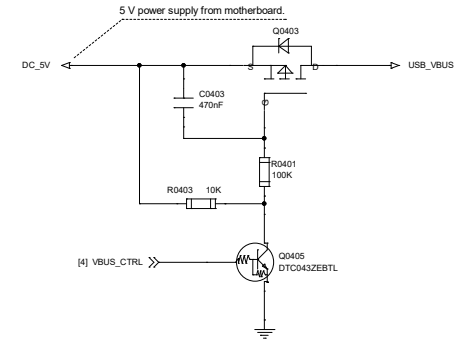 5 V power supply from motherboard.
Q0403
DC_5V
S
D
USB_VBUS
C0403
470nF
G
R0401
100K
R0403 10K
[4] VBUS_CTRL
Q0405
DTC043ZEBTL